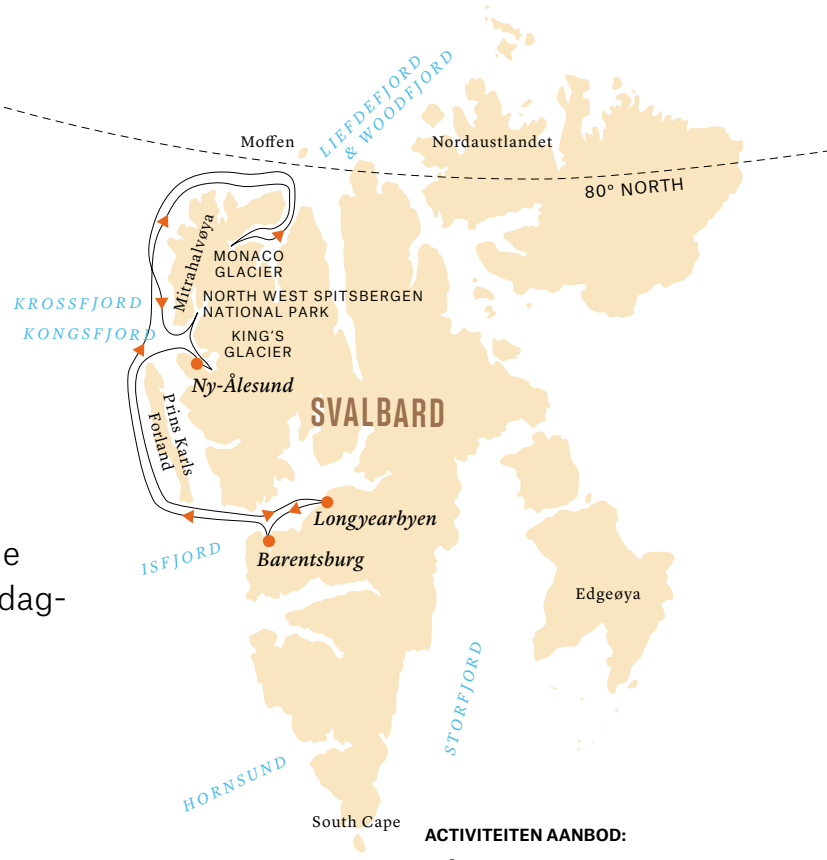 LIEFDEFJORD
& WOODFJORD
Moffen
Nordaustlandet
80° NORTH
Mitrahalvøya
MONACO
GLACIER
KROSSFJORD
NORTH WEST SPITSBERGEN
NATIONAL PARK
KONGSFJORD
KING'S
GLACIER
Ny-Ålesund
SVALBARD
Prins Karls
Forland
Longyearbyen
ISFJORD
Barentsburg
e
dag-
Edgeøya
STORFJORD
HORNSUND
South Cape
ACTIVITEITEN AANBOD: